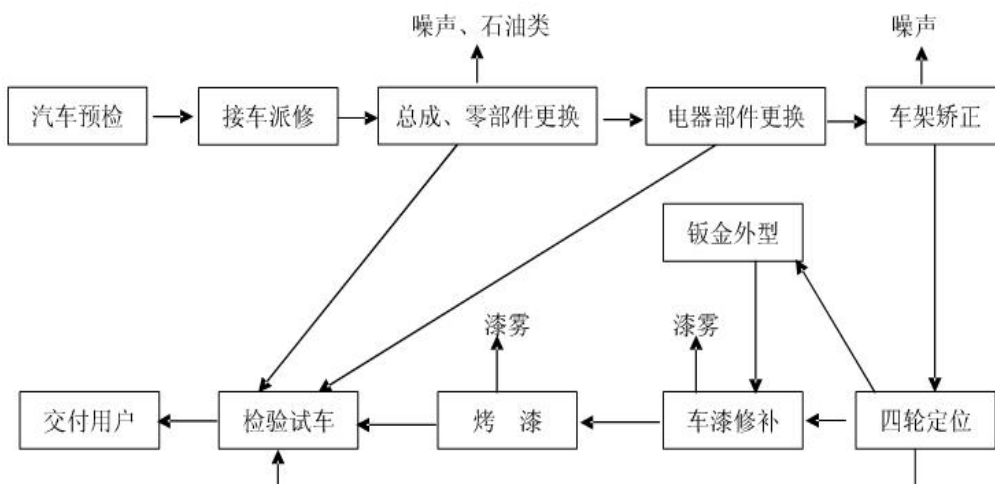 噪声、石油类
噪声
汽车预检
接车派修
总成、零部件更换
电器部件更换
车架矫正
钣金外型
漆雾
漆雾
交付用户
检验试车
烤 漆
车漆修补
四轮定位